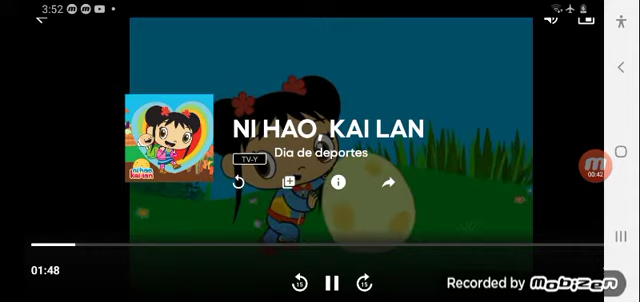 3:52
NI HAO, KAI LAN
Dia de deportes
TV-Y
ni hao
kai lan
00:42
01:48
15
15
Recorded by mobizen